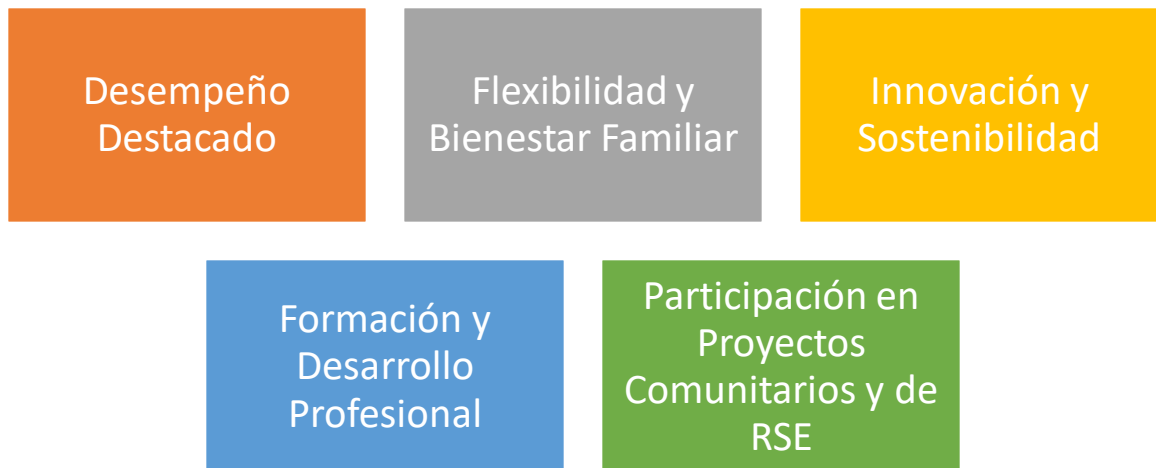 Desempeño
Destacado
Flexibilidad y
Bienestar Familiar
Innovación y
Sostenibilidad
Formación y
Desarrollo
Profesional
Participación en
Proyectos
Comunitarios y de
RSE